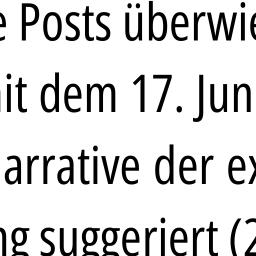 e Posts überwie
it dem 17. Jun
arrative der ex
ng suggeriert (2